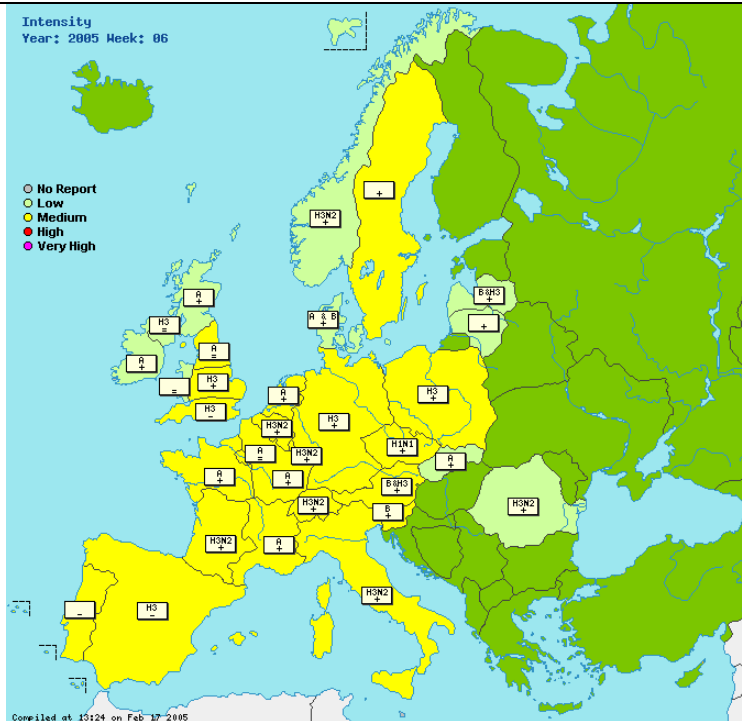 Intensity
Year: 2005 Week: 06
No Report
Low
Medium
High
Very High
+
H3N2
+
B&H3
+
+
A
+
A & B
+
H3
=
A
+
A
=
=
H3
+
H3
-
A
+
H3
+
H3
+
H3N2
+
A
=
H3N2
+
H1N1
+
A
+
A
+
A
+
B&H3
+
H3N2
+
B
+
H3N2
+
H3N2
+
A
+
H3N2
+
-
H3
-
Compiled at 13:24 on Feb 17 2005